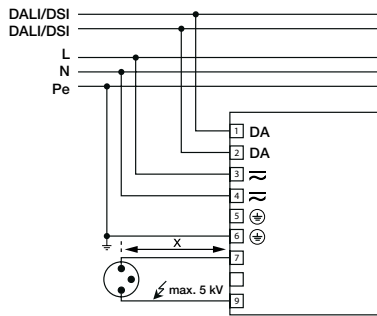 DALI/DSI
DALI/DSI
L
N
Pe
1 DA
2 DA
3
4
5
6
X
7
max. 5 kV
9